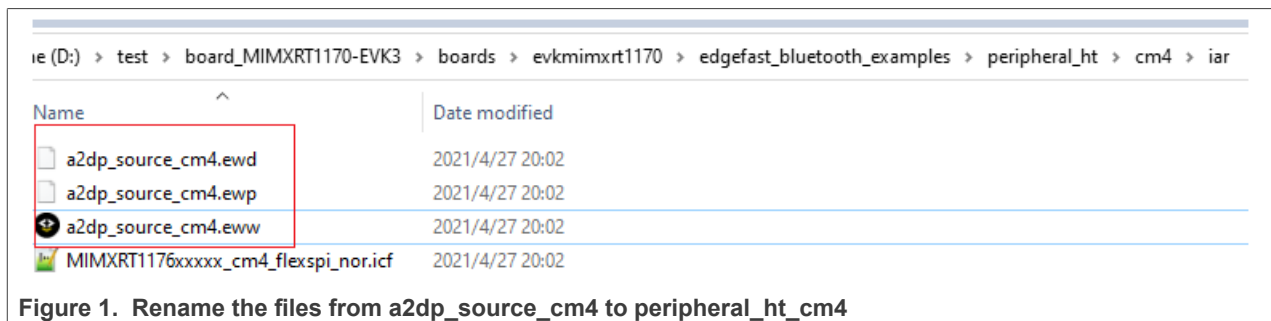 ie (D:) > test > board_MIMXRT1170-EVK3 > boards > evkmimxrt1170 > edgefast_bluetooth_examples > peripheral_ht > cm4 > iar
Name Date modified
a2dp_source_cm4.ewd 2021/4/27 20:02
a2dp_source_cm4.ewp 2021/4/27 20:02
a2dp_source_cm4.eww 2021/4/27 20:02
MIMXRT1176xxxxx_cm4_flexspi_nor.icf 2021/4/27 20:02
Figure 1. Rename the files from a2dp_source_cm4 to peripheral_ht_cm4